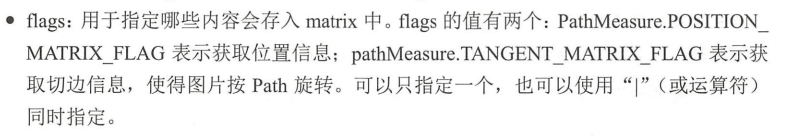 ● flags：用于指定哪些内容会存入 matrix 中。flags 的值有两个：PathMeasure.POSITION_
MATRIX_FLAG 表示获取位置信息；pathMeasure.TANGENT_MATRIX_FLAG 表示获
取切边信息，使得图片按 Path 旋转。可以只指定一个，也可以使用“|”（或运算符）
同时指定。